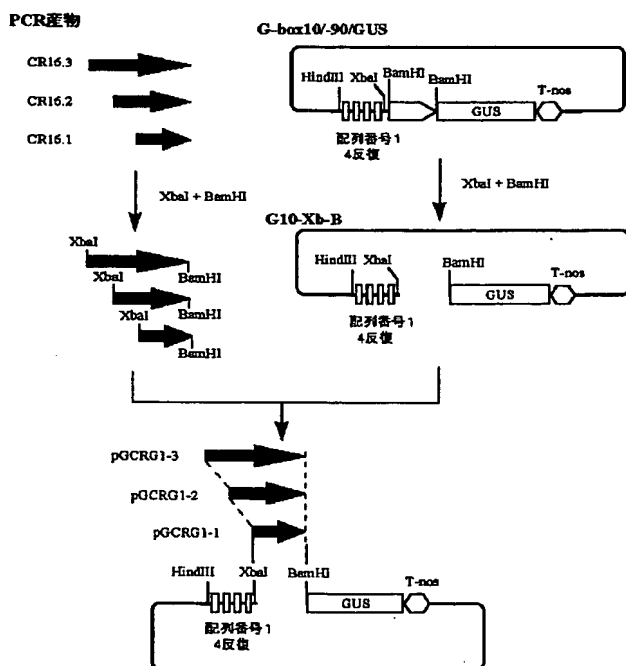 PCR産物
CR16.3
CR16.2
CR16.1
XbaI + BamHI
XbaI
BamHI
XbaI
BamHI
XbaI
BamHI
G-box10/-90/GUS
HindIII
XbaI
BamHI
BamHI
T-nos
GUS
配列番号1
4反復
XbaI + BamHI
G10-Xb-B
HindIII
XbaI
BamHI
T-nos
GUS
配列番号1
4反復
pGCRG1-3
pGCRG1-2
pGCRG1-1
HindIII
XbaI
BamHI
T-nos
GUS
配列番号1
4反復